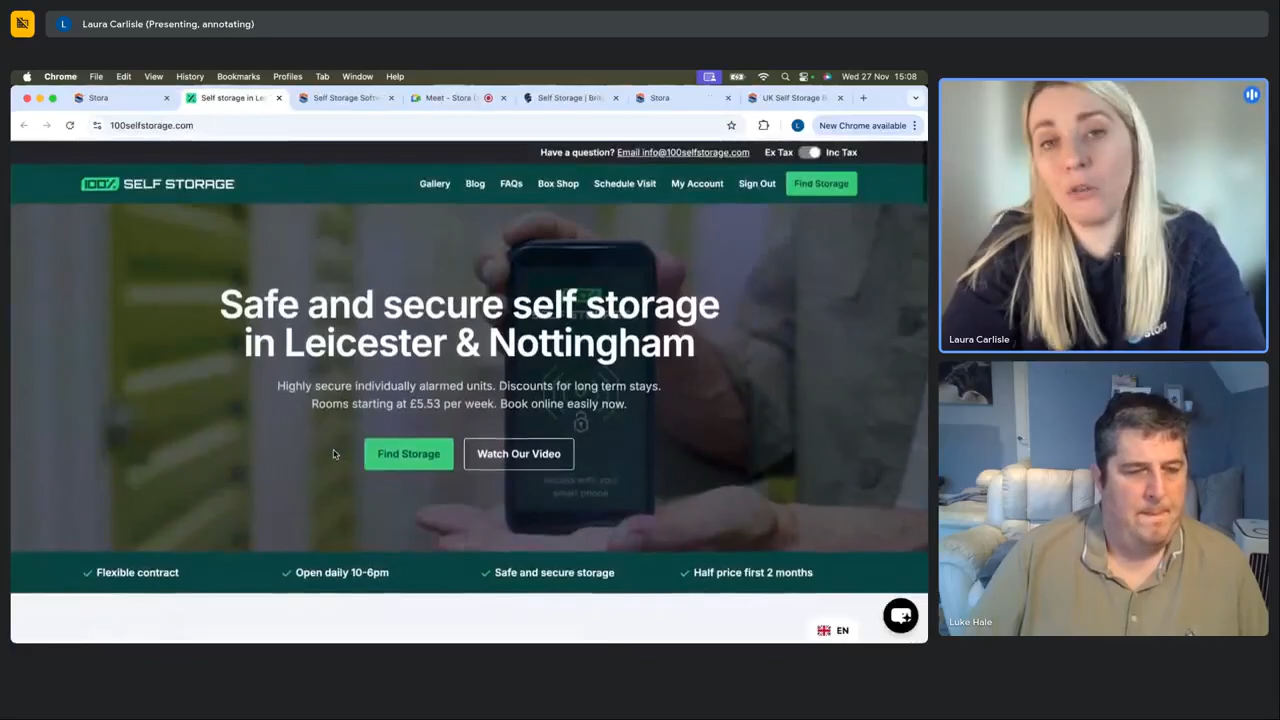 Laura Carlisle (Presenting, annotating)
Chrome File Edit View History Bookmarks Profiles Tab Window Help Wed 27 Nov 15:08
Stora Self storage in Le Self Storage Softw Meet – Stora Self Storage | Bri Stora UK Self Storage
100selfstorage.com New Chrome available
Have a question? Email info@100selfstorage.com Ex Tax Inc Tax
100% SELF STORAGE Gallery Blog FAQs Box Shop Schedule Visit My Account Sign Out Find Storage
Safe and secure self storage
in Leicester & Nottingham
Highly secure individually alarmed units. Discounts for long term stays.
Rooms starting at £5.53 per week. Book online easily now.
Find Storage Watch Our Video
smart phone
Flexible contract Open daily 10-6pm Safe and secure storage Half price first 2 months
EN
Laura Carlisle
Luke Hale